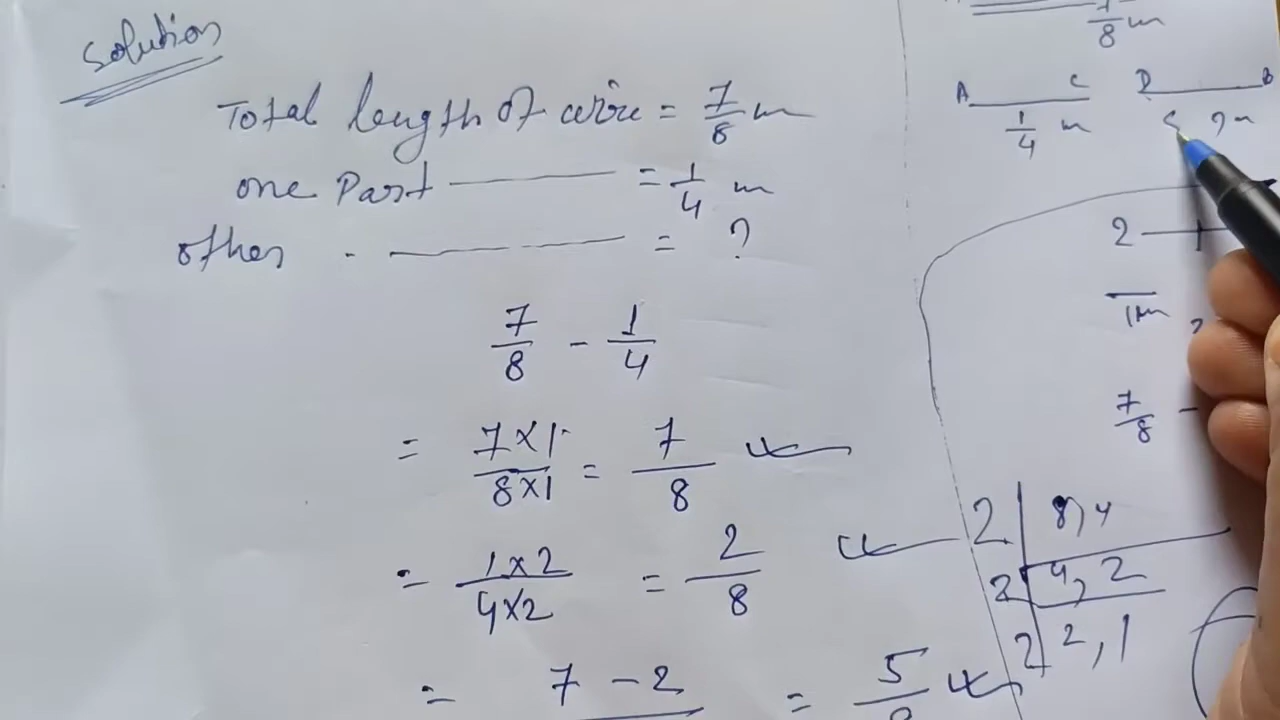 Solution
Total length of wire = 7/8 m
one Part —— = 1/4 m
other . —— = ?
7/8 - 1/4
= 7×1/8×1 = 7/8
= 1×2/4×2 = 2/8
= 7-2 = 5/8
1/8 m
A C D B
1/4 m ? m
2 1
1m
7/8 -
2 8, 4
2 4, 2
2 2, 1